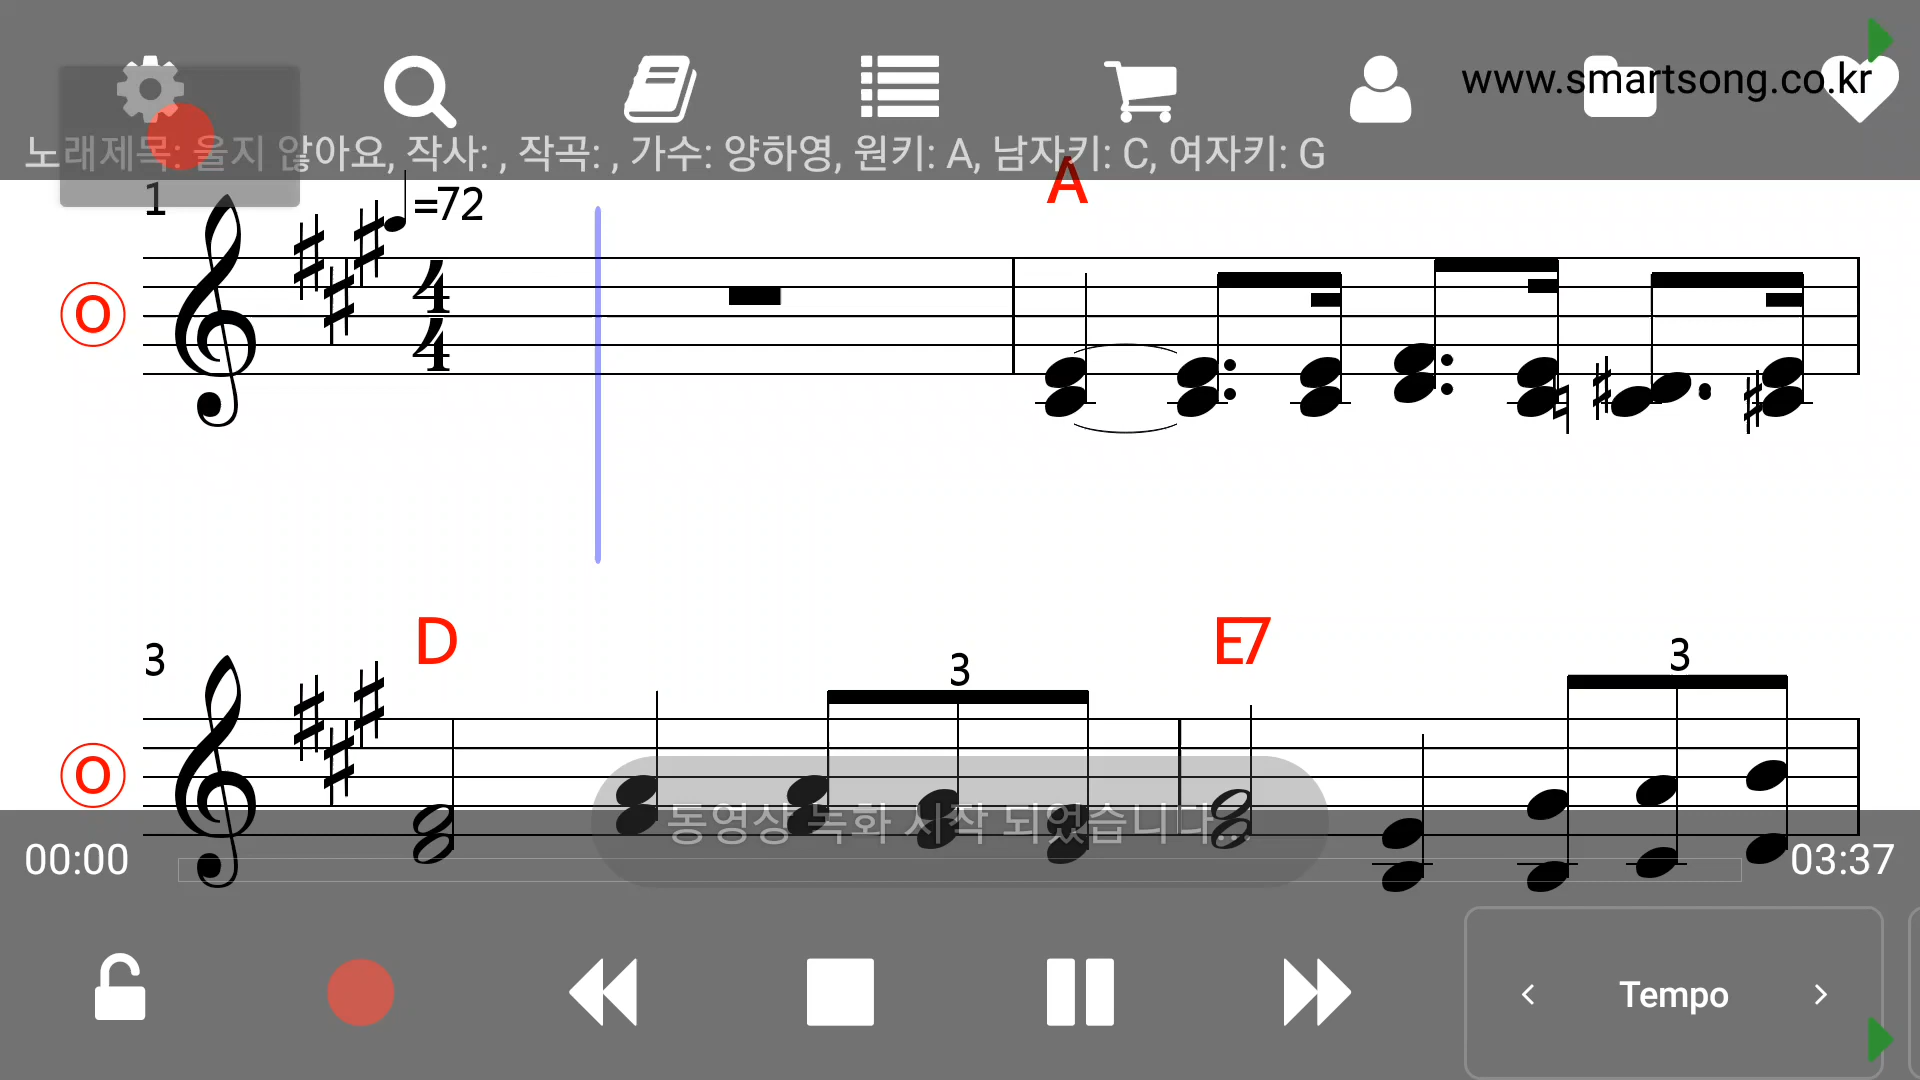 www.smartsong.co.kr
노래제목: 울지 않아요, 작사: , 작곡: , 가수: 양하영, 원키: A, 남자키: C, 여자키: G
1 =72 A
4
4
O
3 D 3 E7 3
O
동영상 녹화 시작 되었습니다..
00:00 03:37
Tempo